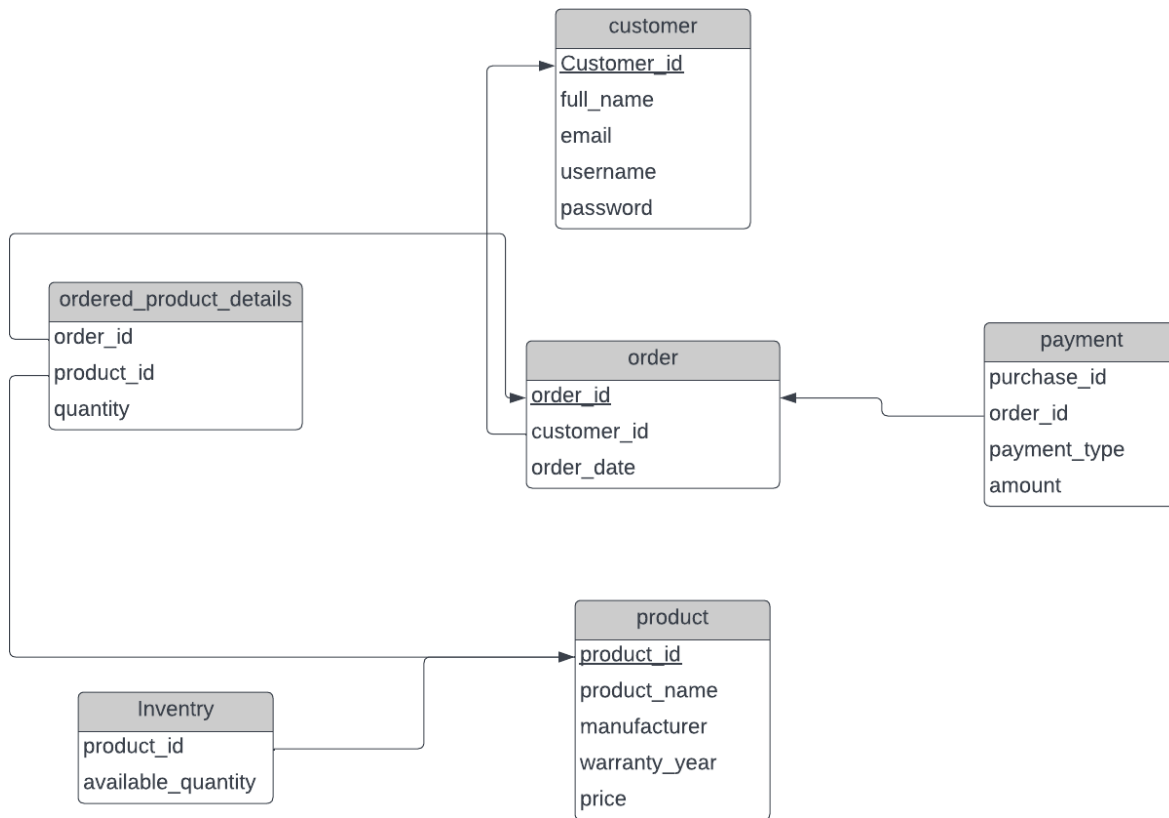 customer
Customer_id
full_name
email
username
password
ordered_product_details
order_id
product_id
quantity
order
order_id
customer_id
order_date
payment
purchase_id
order_id
payment_type
amount
product
product_id
product_name
manufacturer
warranty_year
price
Inventry
product_id
available_quantity